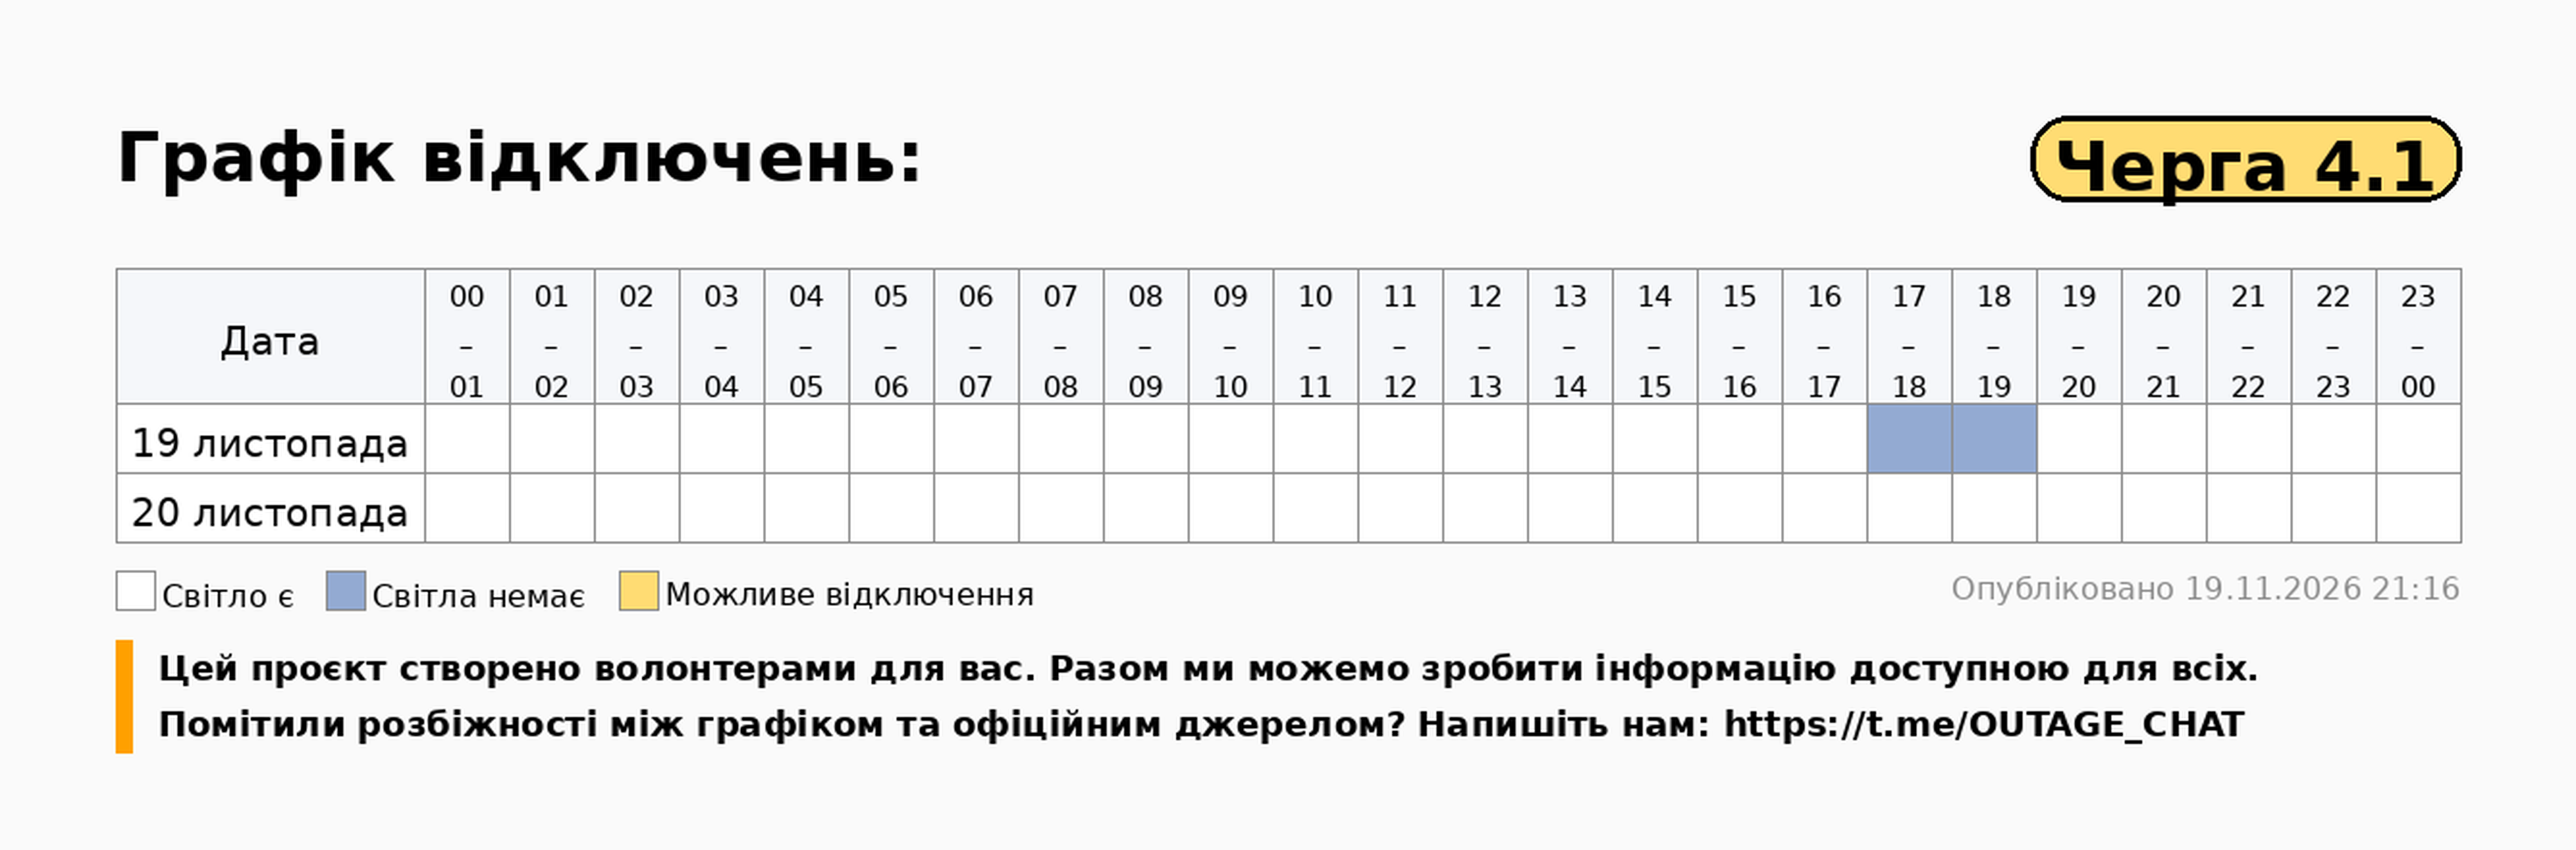 Графік відключень:
Черга 4.1
Дата 00 – 01 01 – 02 02 – 03 03 – 04 04 – 05 05 – 06 06 – 07 07 – 08 08 – 09 09 – 10 10 – 11 11 – 12 12 – 13 13 – 14 14 – 15 15 – 16 16 – 17 17 – 18 18 – 19 19 – 20 20 – 21 21 – 22 22 – 23 23 – 00
19 листопада
20 листопада
Світло є Світла немає Можливе відключення
Опубліковано 19.11.2026 21:16
Цей проєкт створено волонтерами для вас. Разом ми можемо зробити інформацію доступною для всіх.
Помітили розбіжності між графіком та офіційним джерелом? Напишіть нам: https://t.me/OUTAGE_CHAT